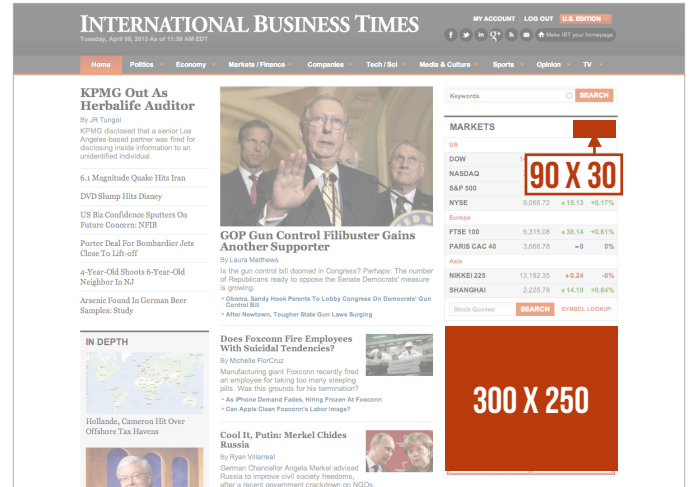 INTERNATIONAL BUSINESS TIMES
Tuesday, April 09, 2013 As of 11:59 AM EDT
MY ACCOUNT LOG OUT U.S. EDITION
Make IBT your homepage
Home Politics Economy Markets / Finance Companies Tech / Sci Media & Culture Sports Opinion TV
KPMG Out As
Herbalife Auditor
By JR Tungol
KPMG disclosed that a senior Los
Angeles-based partner was fired for
disclosing inside information to an
unidentified individual.
6.1 Magnitude Quake Hits Iran
DVD Slump Hits Disney
US Biz Confidence Sputters On
Future Concern: NFIB
Porter Deal For Bombardier Jets
Close To Lift-off
4-Year-Old Shoots 6-Year-Old
Neighbor In NJ
Arsenic Found In German Beer
Samples: Study
IN DEPTH
Hollande, Cameron Hit Over
Offshore Tax Havens
GOP Gun Control Filibuster Gains
Another Supporter
By Laura Matthews
Is the gun control bill doomed in Congress? Perhaps: The number
of Republicans ready to oppose the Senate Democrats' measure
is growing.
Obama, Sandy Hook Parents To Lobby Congress On Democrats' Gun
Control Bill
After Newtown, Tougher State Gun Laws Surging
Does Foxconn Fire Employees
With Suicidal Tendencies?
By Michelle FlorCruz
Manufacturing giant Foxconn recently fired
an employee for taking too many sleeping
pills. Was this grounds for his termination?
As iPhone Demand Fades, Hiring Frozen At Foxconn
Can Apple Clean Foxconn's Labor Image?
Cool It, Putin: Merkel Chides
Russia
By Ryan Villarreal
German Chancellor Angela Merkel advised
Russia to improve civil society freedoms,
after a recent government crackdown on NGOs.
Keywords SEARCH
MARKETS
US
DOW
NASDAQ
S&P 500
90 X 30
NYSE 9,066.72 +15.13 +0.17%
Europe
FTSE 100 6,315.08 +38.14 +0.61%
PARIS CAC 40 3,666.78 =0 0%
Asia
NIKKEI 225 13,192.35 +0.24 -0%
SHANGHAI 2,225.78 +14.19 +0.64%
Stock Quotes: SEARCH SYMBOL LOOKUP
300 X 250